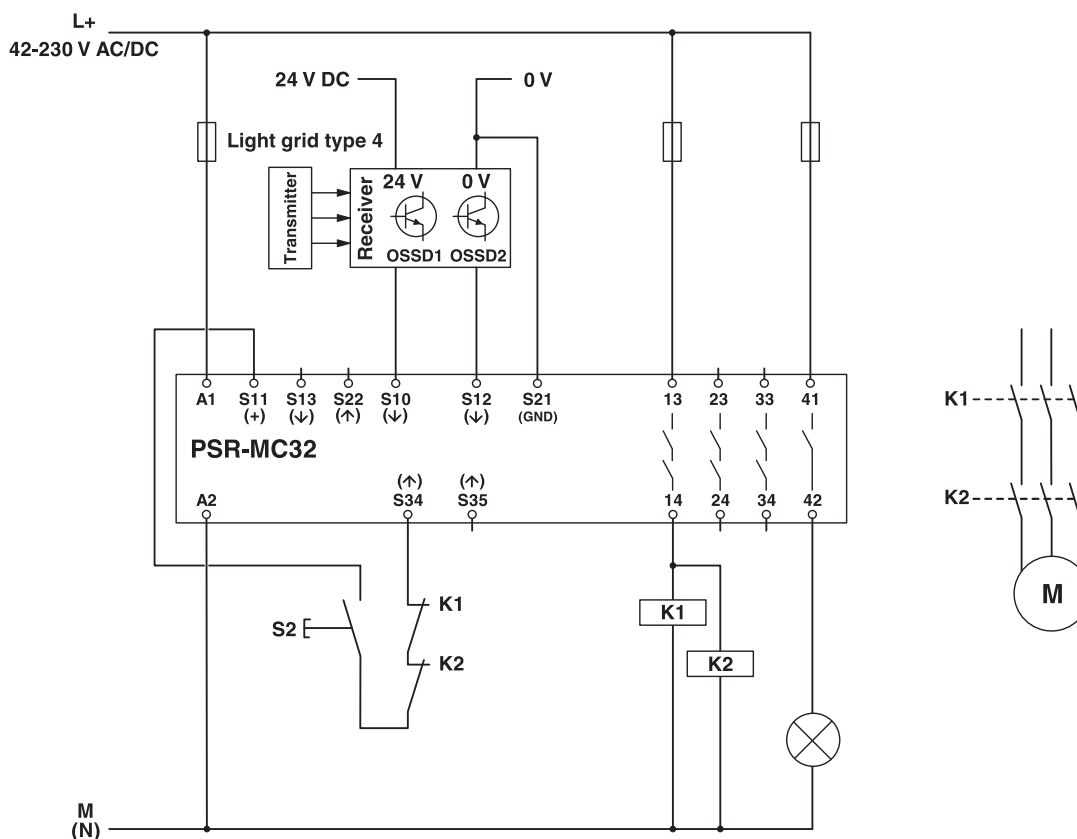 L+
42-230 V AC/DC
24 V DC
0 V
Light grid type 4
Transmitter
Receiver
24 V
0 V
OSSD1
OSSD2
A1
S11
(+)
S13
(↓)
S22
(↑)
S10
(↓)
S12
(↓)
S21
(GND)
13
23
33
41
PSR-MC32
A2
(↑)
S34
(↑)
S35
14
24
34
42
K1
K2
S2
K1
K2
K1
K2
M
M
(N)